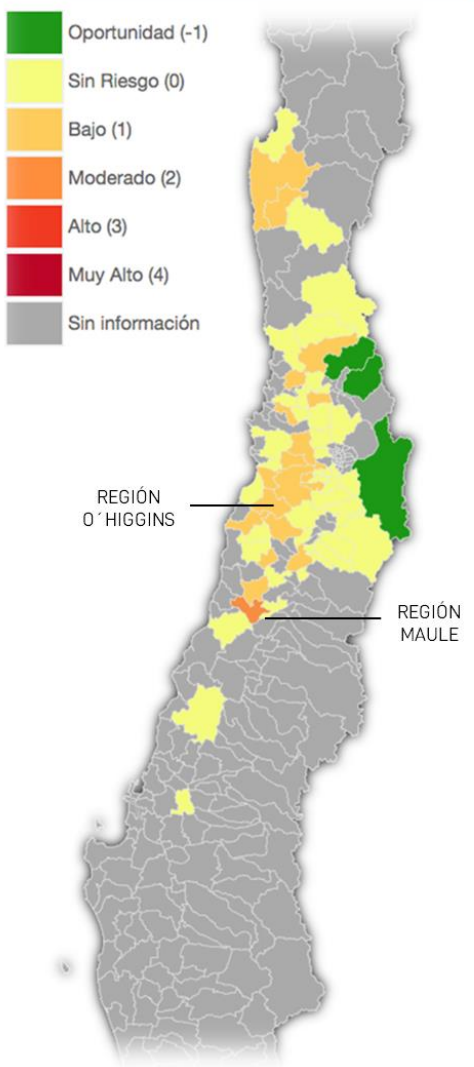 Oportunidad (-1)
Sin Riesgo (0)
Bajo (1)
Moderado (2)
Alto (3)
Muy Alto (4)
Sin información
REGIÓN
O´HIGGINS
REGIÓN
MAULE